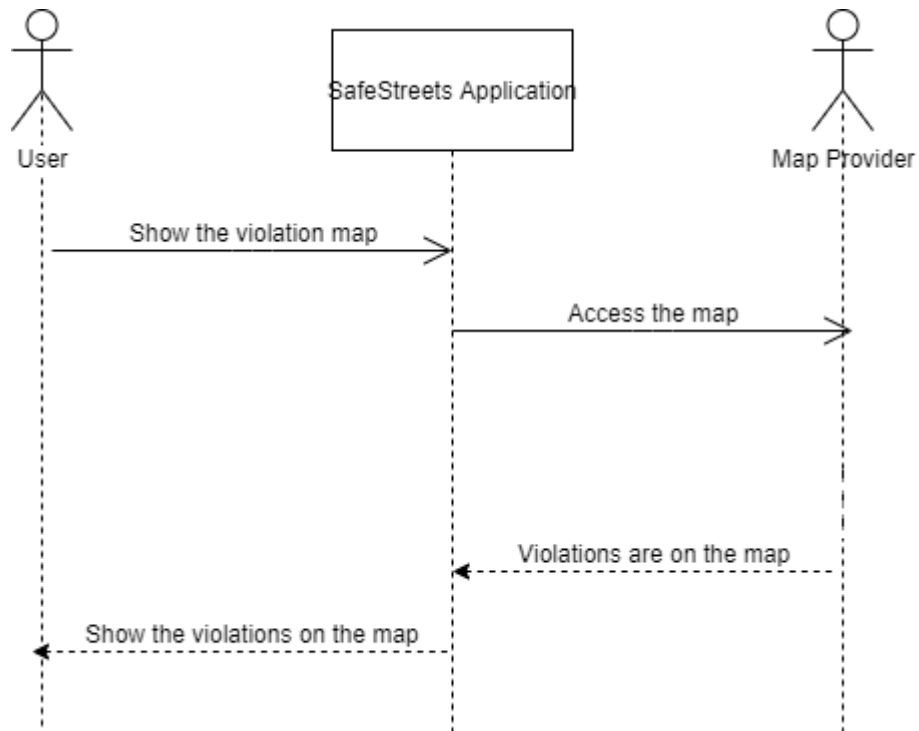 User
SafeStreets Application
Map Provider
Show the violation map
Access the map
Violations are on the map
Show the violations on the map